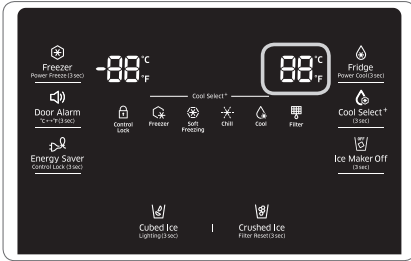 -88 °C
°F
88 °C
°F
Freezer
Power Freeze (3 sec)
Fridge
Power Cool (3 sec)
Cool Select+
Door Alarm
°C↔°F (3 sec)
Control
Lock
Freezer
Soft
Freezing
Chill
Cool
Filter
Cool Select+
(3 sec)
Energy Saver
Control Lock (3 sec)
OFF
Ice Maker Off
(3 sec)
Cubed Ice
Lighting (3 sec)
Crushed Ice
Filter Reset (3 sec)